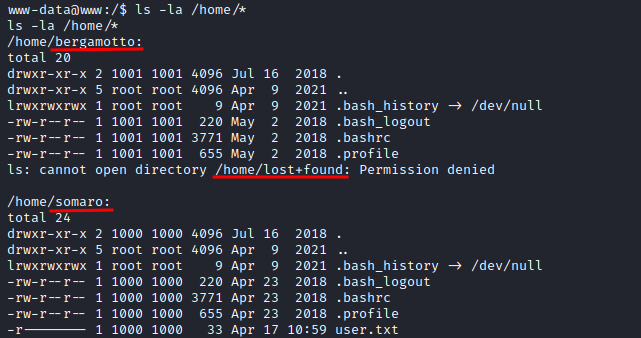 www-data@www:/$ ls -la /home/*
ls -la /home/*
/home/bergamotto:
total 20
drwxr-xr-x 2 1001 1001 4096 Jul 16  2018 .
drwxr-xr-x 5 root root 4096 Apr  9  2021 ..
lrwxrwxrwx 1 root root    9 Apr  9  2021 .bash_history -> /dev/null
-rw-r--r-- 1 1001 1001  220 May  2  2018 .bash_logout
-rw-r--r-- 1 1001 1001 3771 May  2  2018 .bashrc
-rw-r--r-- 1 1001 1001  655 May  2  2018 .profile
ls: cannot open directory /home/lost+found: Permission denied
/home/somaro:
total 24
drwxr-xr-x 2 1000 1000 4096 Jul 16  2018 .
drwxr-xr-x 5 root root 4096 Apr  9  2021 ..
lrwxrwxrwx 1 root root    9 Apr  9  2021 .bash_history -> /dev/null
-rw-r--r-- 1 1000 1000  220 Apr 23  2018 .bash_logout
-rw-r--r-- 1 1000 1000 3771 Apr 23  2018 .bashrc
-rw-r--r-- 1 1000 1000  655 Apr 23  2018 .profile
-r-------- 1 1000 1000   33 Apr 17 10:59 user.txt